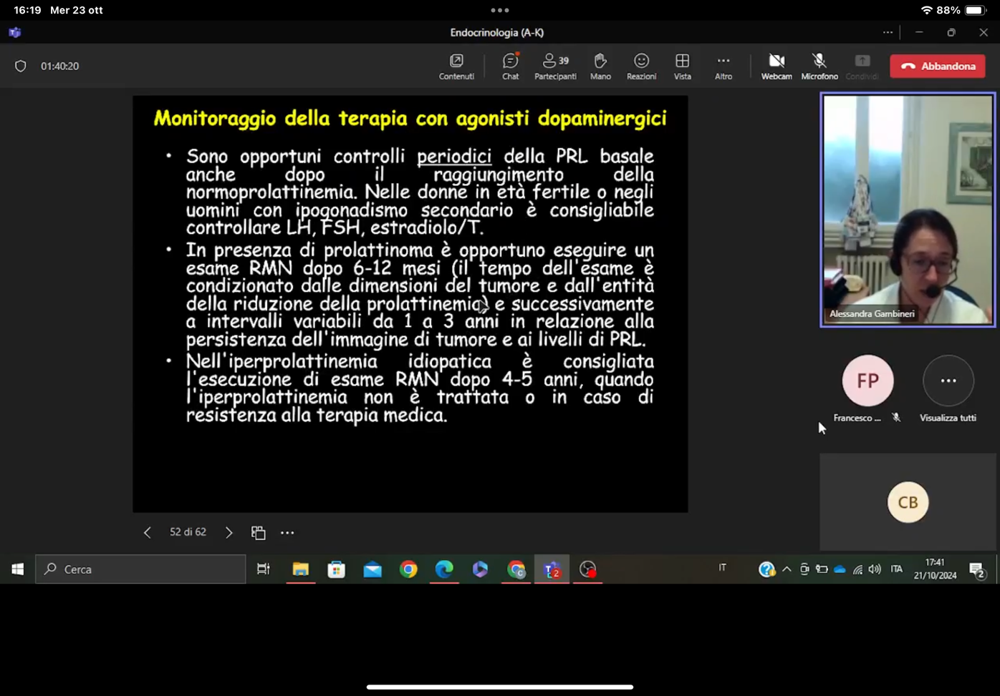 16:19 Mer 23 ott
88%
Endocrinologia (A-K)
01:40:20
Contenuti
Chat
39
Partecipanti
Mano
Reazioni
Vista
Altro
Webcam
Microfono
Condividi
Abbandona
Monitoraggio della terapia con agonisti dopaminergici
• Sono opportuni controlli periodici della PRL basale
anche dopo il raggiungimento della
normoprolattinemia. Nelle donne in età fertile o negli
uomini con ipogonadismo secondario è consigliabile
controllare LH, FSH, estradiolo/T.
• In presenza di prolattinoma è opportuno eseguire un
esame RMN dopo 6-12 mesi (il tempo dell'esame è
condizionato dalle dimensioni del tumore e dall'entità
della riduzione della prolattinemia) e successivamente
a intervalli variabili da 1 a 3 anni in relazione alla
persistenza dell'immagine di tumore e ai livelli di PRL.
• Nell'iperprolattinemia idiopatica è consigliata
l'esecuzione di esame RMN dopo 4-5 anni, quando
l'iperprolattinemia non è trattata o in caso di
resistenza alla terapia medica.
Alessandra Gambineri
FP
Francesco ...
Visualizza tutti
CB
52 di 62
Cerca
2
IT
ITA
17:41
21/10/2024
2